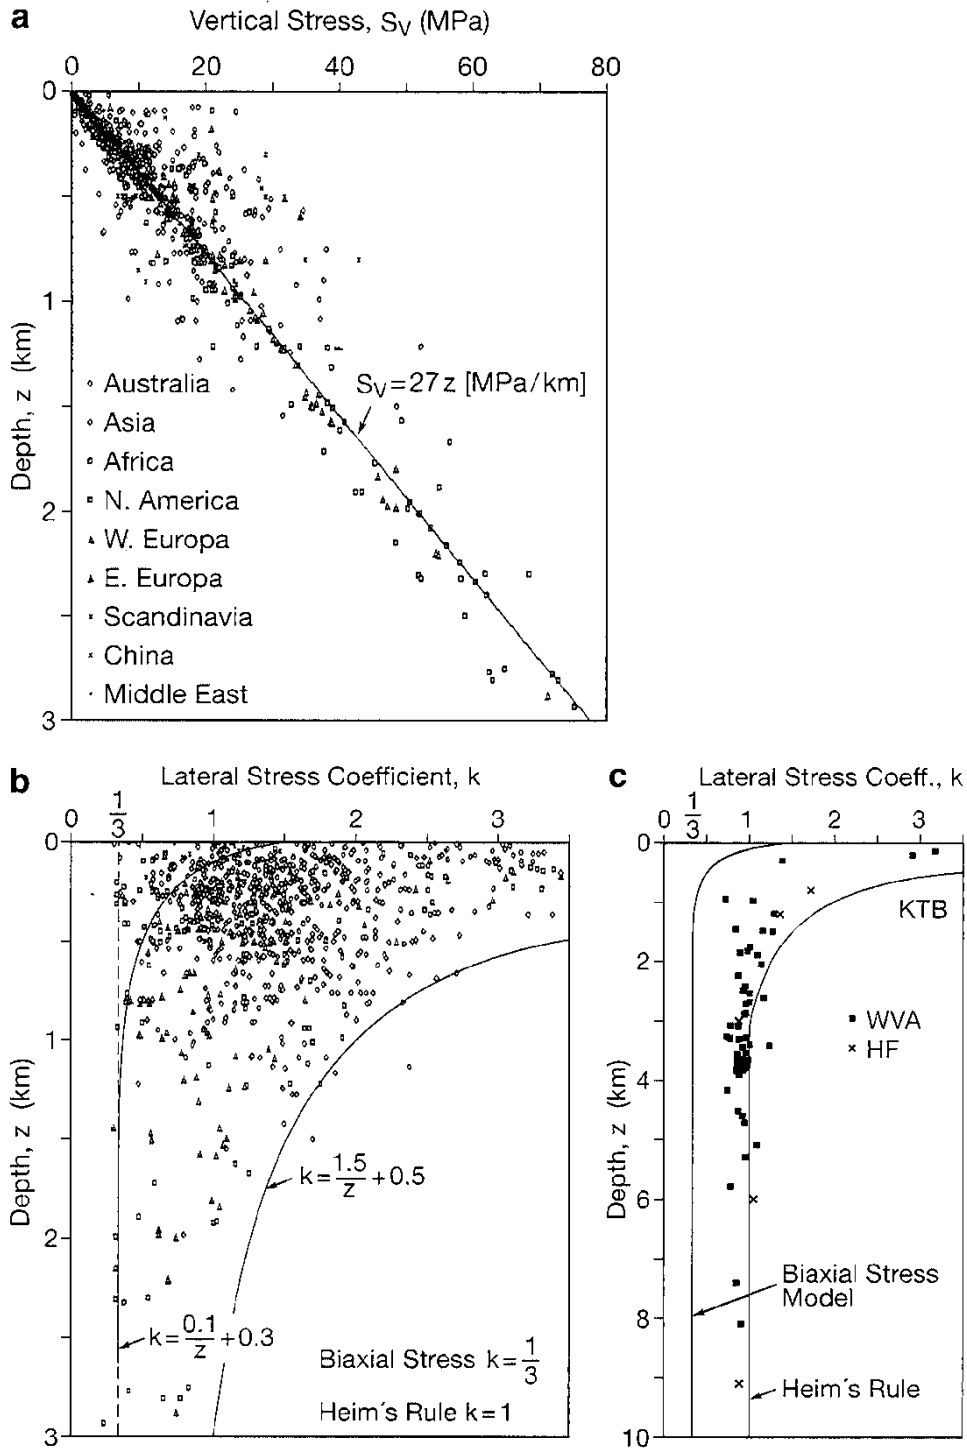 a
Vertical Stress, SV (MPa)
0 20 40 60 80
0
1
2
3
Depth, z (km)
SV=27z [MPa/km]
Australia
Asia
Africa
N. America
W. Europa
E. Europa
Scandinavia
China
Middle East
b
Lateral Stress Coefficient, k
0 1/3 1 2 3
0
1
2
3
Depth, z (km)
k=1.5/z+0.5
k=0.1/z+0.3
Biaxial Stress k=1/3
Heim´s Rule k=1
c
Lateral Stress Coeff., k
0 1/3 1 2 3
0
2
4
6
8
10
Depth, z (km)
KTB
WVA
HF
Biaxial Stress
Model
Heim´s Rule